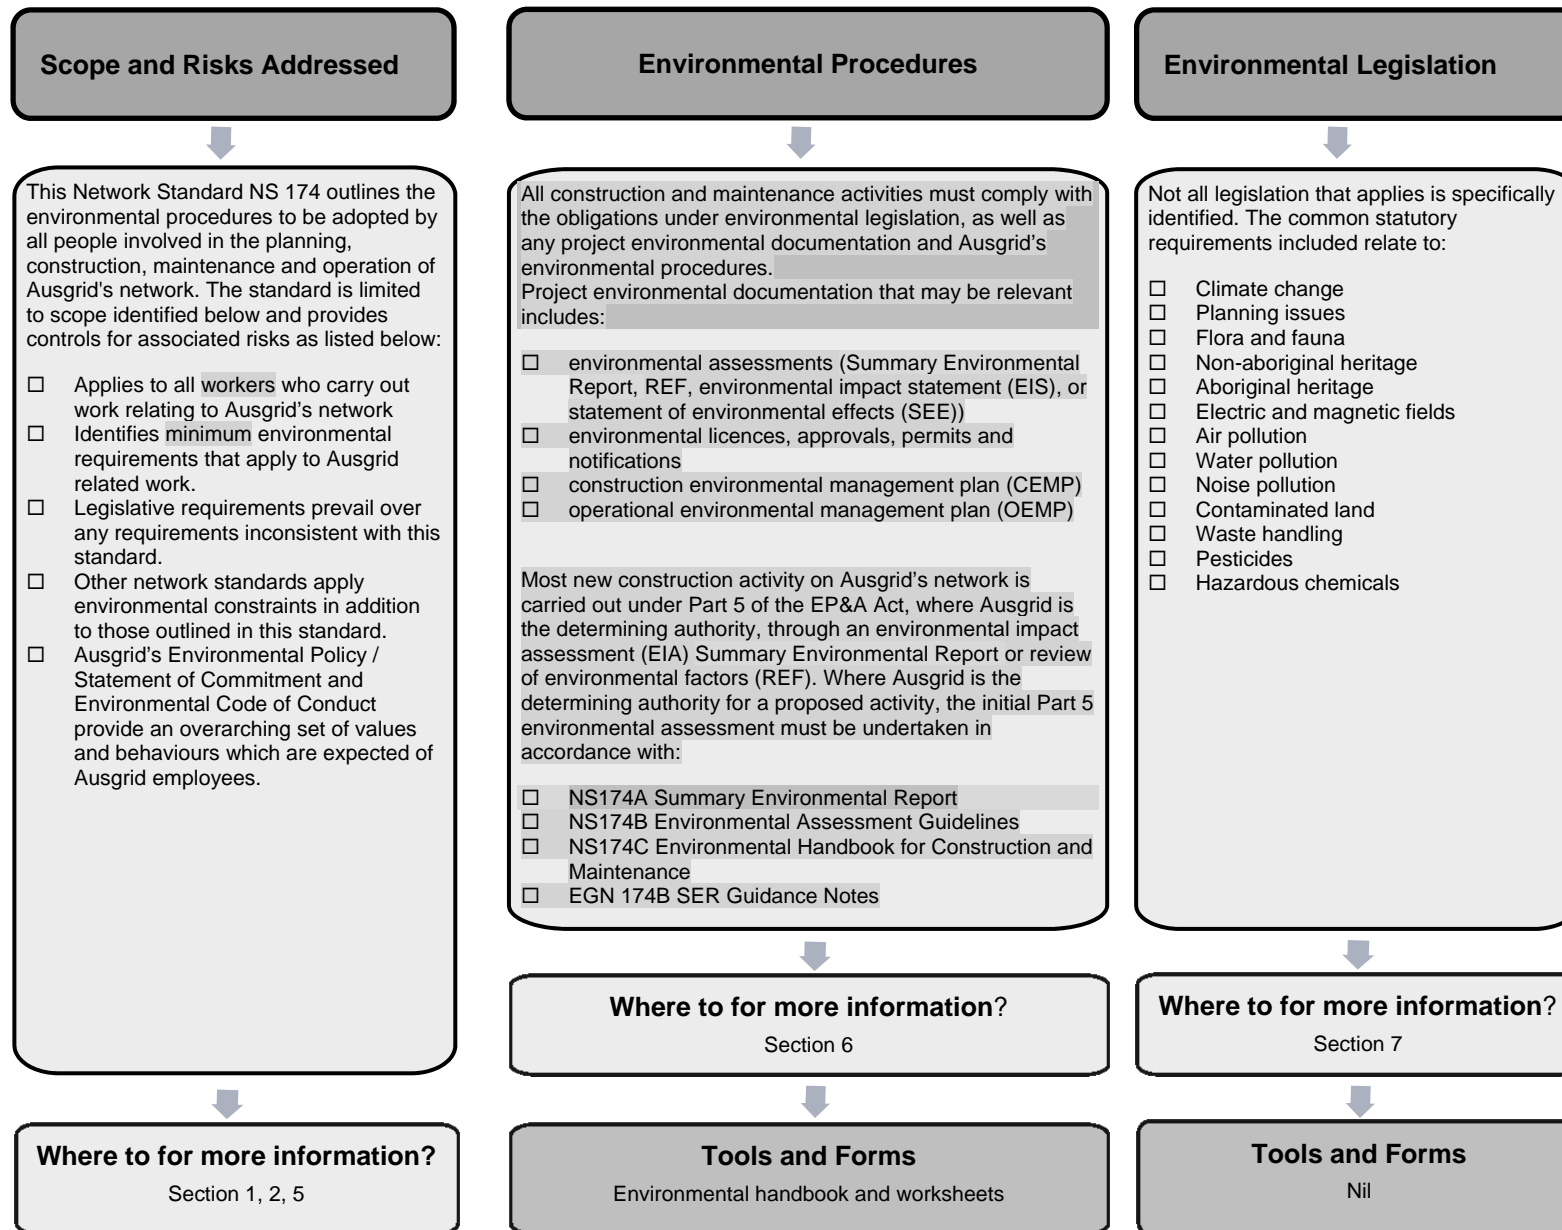 Scope and Risks Addressed
This Network Standard NS 174 outlines the
environmental procedures to be adopted by
all people involved in the planning,
construction, maintenance and operation of
Ausgrid's network. The standard is limited
to scope identified below and provides
controls for associated risks as listed below:
☐ Applies to all workers who carry out
work relating to Ausgrid’s network
☐ Identifies minimum environmental
requirements that apply to Ausgrid
related work.
☐ Legislative requirements prevail over
any requirements inconsistent with this
standard.
☐ Other network standards apply
environmental constraints in addition
to those outlined in this standard.
☐ Ausgrid’s Environmental Policy /
Statement of Commitment and
Environmental Code of Conduct
provide an overarching set of values
and behaviours which are expected of
Ausgrid employees.
Where to for more information?
Section 1, 2, 5
Environmental Procedures
All construction and maintenance activities must comply with
the obligations under environmental legislation, as well as
any project environmental documentation and Ausgrid’s
environmental procedures.
Project environmental documentation that may be relevant
includes:
☐ environmental assessments (Summary Environmental
Report, REF, environmental impact statement (EIS), or
statement of environmental effects (SEE))
☐ environmental licences, approvals, permits and
notifications
☐ construction environmental management plan (CEMP)
☐ operational environmental management plan (OEMP)
Most new construction activity on Ausgrid’s network is
carried out under Part 5 of the EP&A Act, where Ausgrid is
the determining authority, through an environmental impact
assessment (EIA) Summary Environmental Report or review
of environmental factors (REF). Where Ausgrid is the
determining authority for a proposed activity, the initial Part 5
environmental assessment must be undertaken in
accordance with:
☐ NS174A Summary Environmental Report
☐ NS174B Environmental Assessment Guidelines
☐ NS174C Environmental Handbook for Construction and
Maintenance
☐ EGN 174B SER Guidance Notes
Where to for more information?
Section 6
Tools and Forms
Environmental handbook and worksheets
Environmental Legislation
Not all legislation that applies is specifically
identified. The common statutory
requirements included relate to:
☐ Climate change
☐ Planning issues
☐ Flora and fauna
☐ Non-aboriginal heritage
☐ Aboriginal heritage
☐ Electric and magnetic fields
☐ Air pollution
☐ Water pollution
☐ Noise pollution
☐ Contaminated land
☐ Waste handling
☐ Pesticides
☐ Hazardous chemicals
Where to for more information?
Section 7
Tools and Forms
Nil